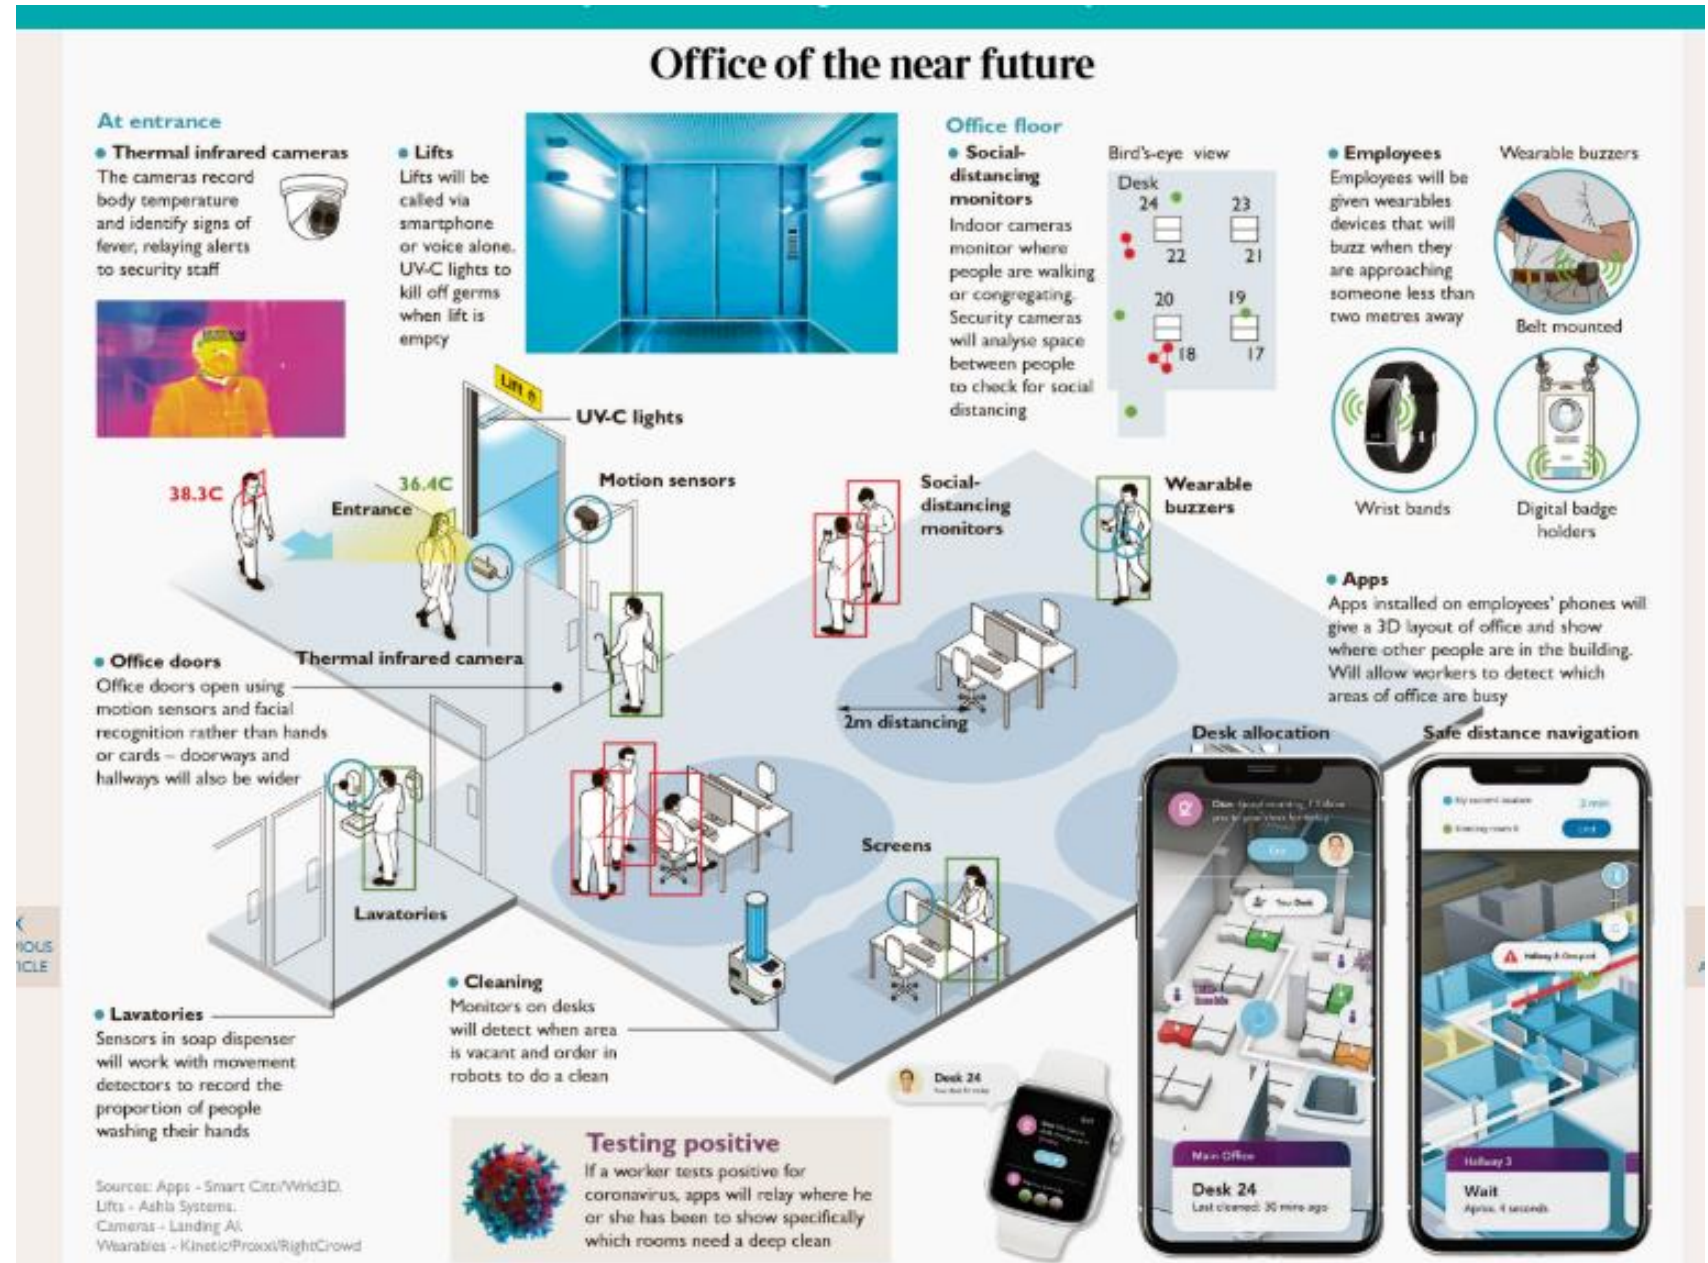 Office of the near future
At entrance
• Thermal infrared cameras
The cameras record
body temperature
and identify signs of
fever, relaying alerts
to security staff
• Lifts
Lifts will be
called via
smartphone
or voice alone.
UV-C lights to
kill off germs
when lift is
empty
Office floor
• Social-
distancing
monitors
Indoor cameras
monitor where
people are walking
or congregating.
Security cameras
will analyse space
between people
to check for social
distancing
Bird's-eye view
Desk
24
23
22
21
20
19
18
17
• Employees
Employees will be
given wearables
devices that will
buzz when they
are approaching
someone less than
two metres away
Wearable buzzers
Belt mounted
Wrist bands
Digital badge
holders
Lift
UV-C lights
38.3C
36.4C
Entrance
Motion sensors
Thermal infrared camera
Social-
distancing
monitors
Wearable
buzzers
2m distancing
• Apps
Apps installed on employees' phones will
give a 3D layout of office and show
where other people are in the building.
Will allow workers to detect which
areas of office are busy
• Office doors
Office doors open using
motion sensors and facial
recognition rather than hands
or cards – doorways and
hallways will also be wider
Desk allocation
Safe distance navigation
Screens
Lavatories
Your Desk
Main Office
Desk 24
Last cleaned: 30 mins ago
Hallway 3
Wait
Aprox. 4 seconds
IOUS
ICLE
• Lavatories
Sensors in soap dispenser
will work with movement
detectors to record the
proportion of people
washing their hands
• Cleaning
Monitors on desks
will detect when area
is vacant and order in
robots to do a clean
Desk 24
Testing positive
If a worker tests positive for
coronavirus, apps will relay where he
or she has been to show specifically
which rooms need a deep clean
Sources: Apps - Smart Citti/Wrld3D.
Lifts - Ashla Systems.
Cameras - Landing AI.
Wearables - Kinetic/Proxxi/RightCrowd